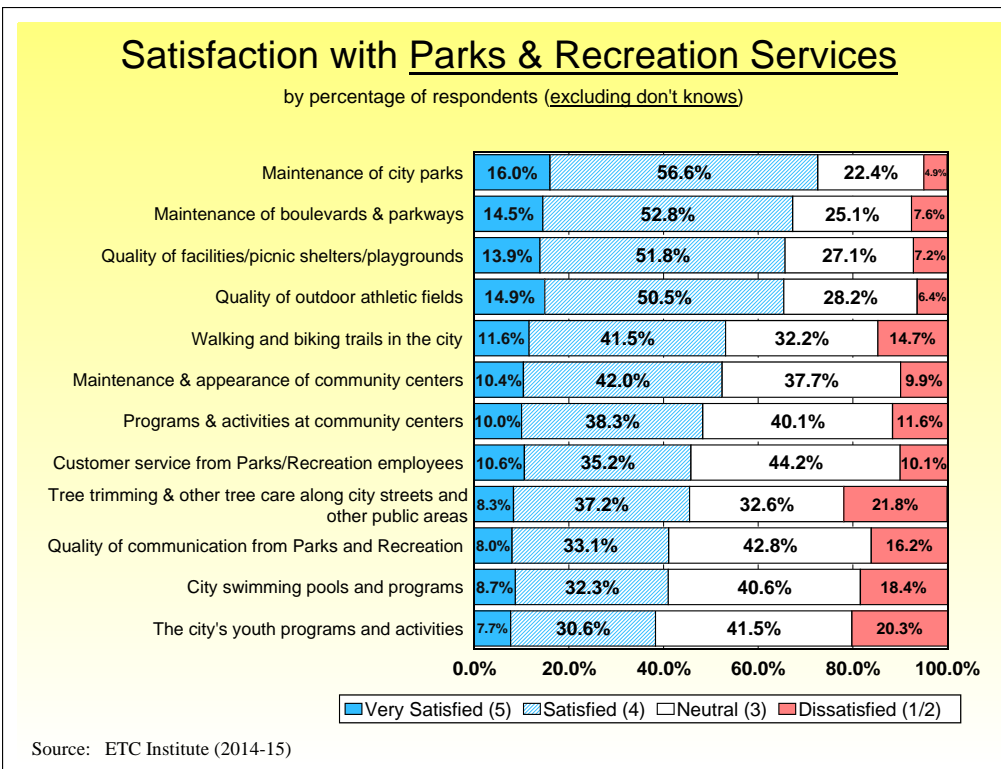 Satisfaction with Parks & Recreation Services
by percentage of respondents (excluding don't knows)
Maintenance of city parks 16.0% 56.6% 22.4% 4.9%
Maintenance of boulevards & parkways 14.5% 52.8% 25.1% 7.6%
Quality of facilities/picnic shelters/playgrounds 13.9% 51.8% 27.1% 7.2%
Quality of outdoor athletic fields 14.9% 50.5% 28.2% 6.4%
Walking and biking trails in the city 11.6% 41.5% 32.2% 14.7%
Maintenance & appearance of community centers 10.4% 42.0% 37.7% 9.9%
Programs & activities at community centers 10.0% 38.3% 40.1% 11.6%
Customer service from Parks/Recreation employees 10.6% 35.2% 44.2% 10.1%
Tree trimming & other tree care along city streets and
other public areas 8.3% 37.2% 32.6% 21.8%
Quality of communication from Parks and Recreation 8.0% 33.1% 42.8% 16.2%
City swimming pools and programs 8.7% 32.3% 40.6% 18.4%
The city's youth programs and activities 7.7% 30.6% 41.5% 20.3%
0.0% 20.0% 40.0% 60.0% 80.0% 100.0%
Very Satisfied (5) Satisfied (4) Neutral (3) Dissatisfied (1/2)
Source: ETC Institute (2014-15)